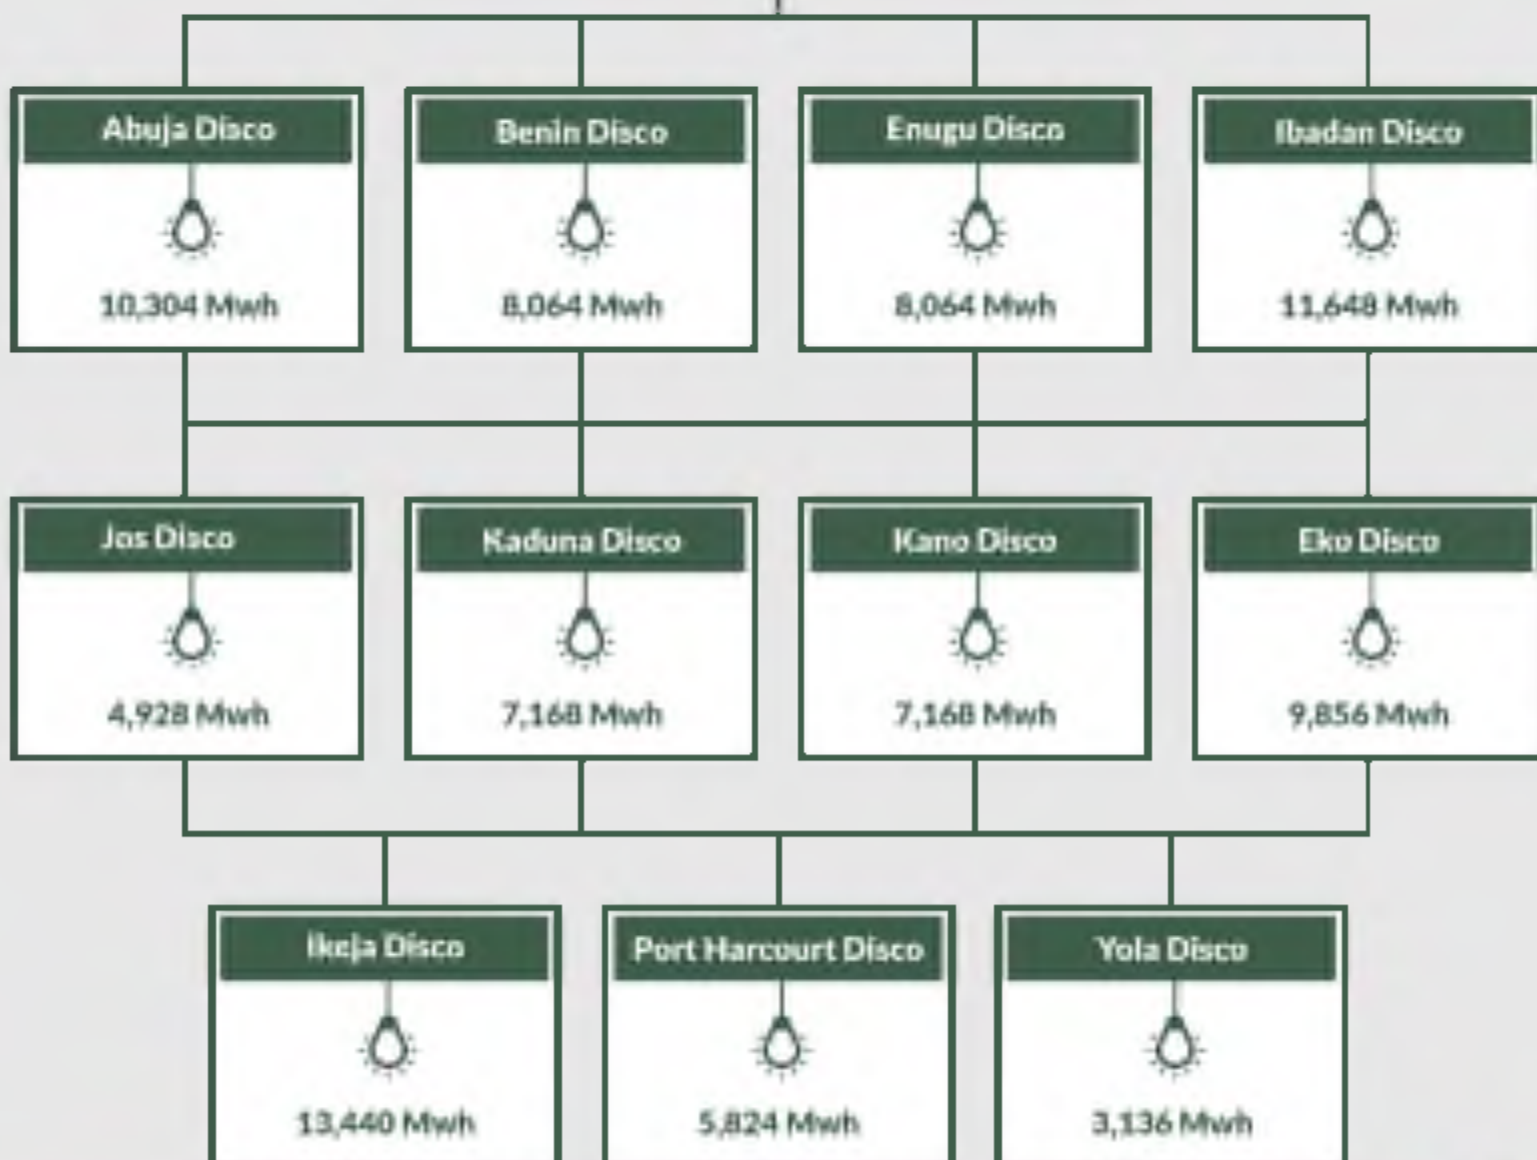 Abuja Disco
Benin Disco
Enugu Disco
Ibadan Disco
10,304 Mwh
8,064 Mwh
8,064 Mwh
11,648 Mwh
Jos Disco
Kaduna Disco
Kano Disco
Eko Disco
4,928 Mwh
7,168 Mwh
7,168 Mwh
9,856 Mwh
Ikeja Disco
Port Harcourt Disco
Yola Disco
13,440 Mwh
5,824 Mwh
3,136 Mwh